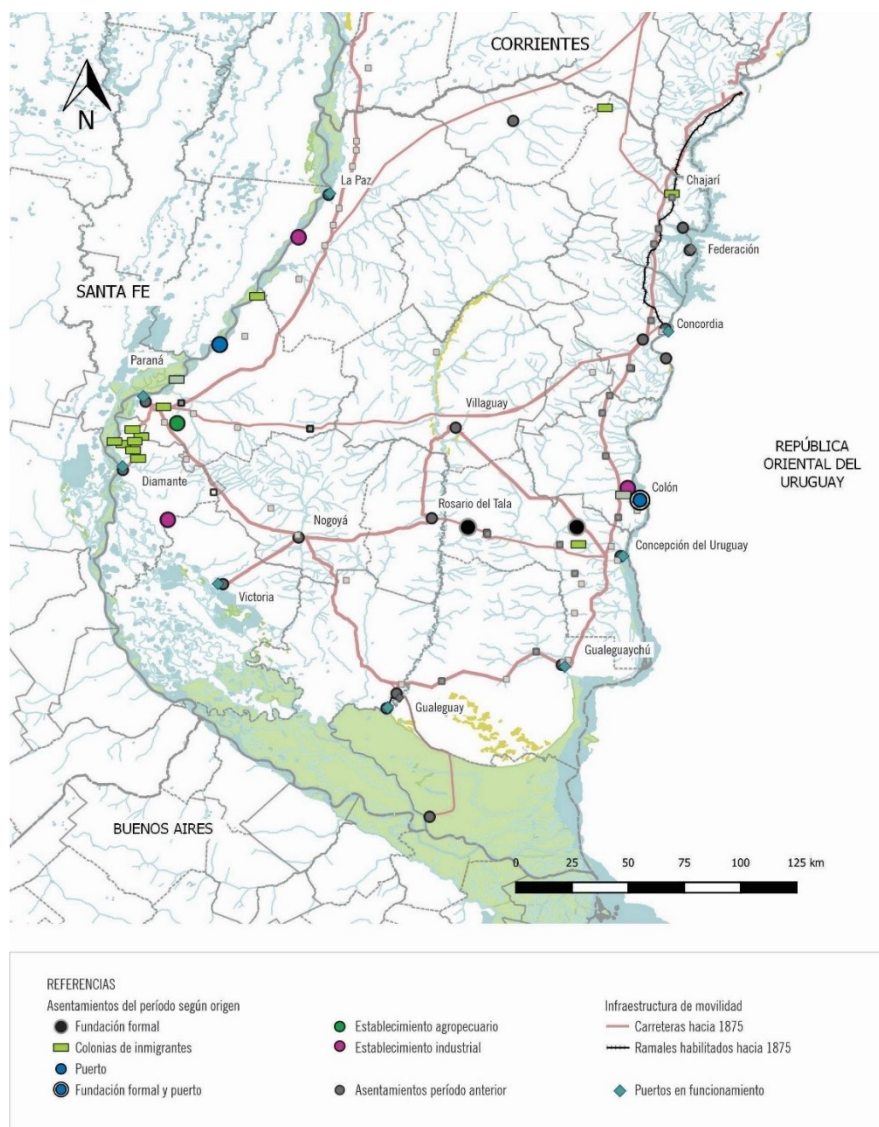 CORRIENTES
N
La Paz
Chajarí
Federación
SANTA FE
Concordia
Paraná
Villaguay
REPÚBLICA
ORIENTAL DEL
URUGUAY
Colón
Diamante
Rosario del Tala
Nogoyá
Concepción del Uruguay
Victoria
Gualeguaychú
Gualeguay
BUENOS AIRES
0 25 50 75 100 125 km
REFERENCIAS
Asentamientos del período según origen
Fundación formal
Colonias de inmigrantes
Puerto
Fundación formal y puerto
Establecimiento agropecuario
Establecimiento industrial
Asentamientos período anterior
Infraestructura de movilidad
Carreteras hacia 1875
Ramales habilitados hacia 1875
Puertos en funcionamiento